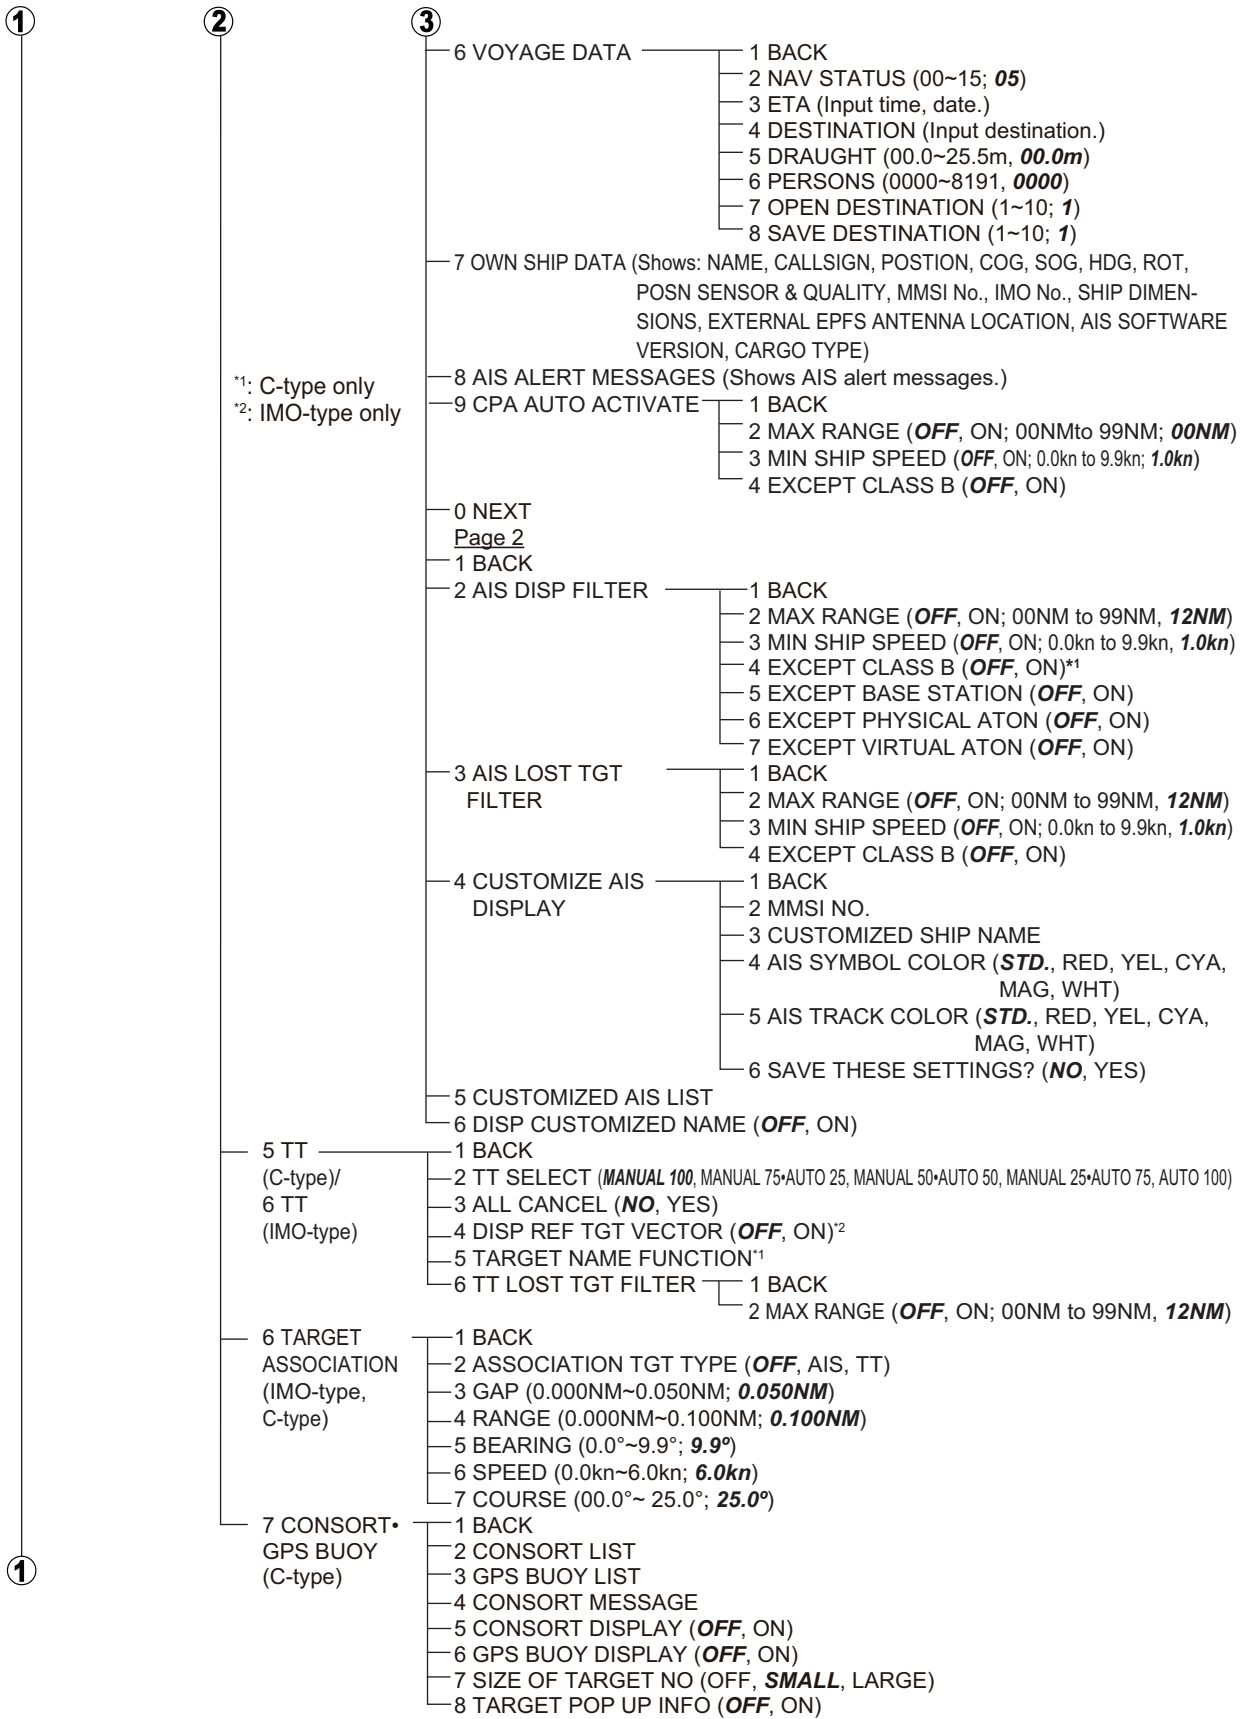 1 2 3
6 VOYAGE DATA
1 BACK
2 NAV STATUS (00~15; 05)
3 ETA (Input time, date.)
4 DESTINATION (Input destination.)
5 DRAUGHT (00.0~25.5m, 00.0m)
6 PERSONS (0000~8191, 0000)
7 OPEN DESTINATION (1~10; 1)
8 SAVE DESTINATION (1~10; 1)
7 OWN SHIP DATA (Shows: NAME, CALLSIGN, POSTION, COG, SOG, HDG, ROT,
POSN SENSOR & QUALITY, MMSI No., IMO No., SHIP DIMEN-
SIONS, EXTERNAL EPFS ANTENNA LOCATION, AIS SOFTWARE
VERSION, CARGO TYPE)
*1: C-type only
*2: IMO-type only
8 AIS ALERT MESSAGES (Shows AIS alert messages.)
9 CPA AUTO ACTIVATE
1 BACK
2 MAX RANGE (OFF, ON; 00NMto 99NM; 00NM)
3 MIN SHIP SPEED (OFF, ON; 0.0kn to 9.9kn; 1.0kn)
4 EXCEPT CLASS B (OFF, ON)
0 NEXT
Page 2
1 BACK
2 AIS DISP FILTER
1 BACK
2 MAX RANGE (OFF, ON; 00NM to 99NM, 12NM)
3 MIN SHIP SPEED (OFF, ON; 0.0kn to 9.9kn, 1.0kn)
4 EXCEPT CLASS B (OFF, ON)*1
5 EXCEPT BASE STATION (OFF, ON)
6 EXCEPT PHYSICAL ATON (OFF, ON)
7 EXCEPT VIRTUAL ATON (OFF, ON)
3 AIS LOST TGT
FILTER
1 BACK
2 MAX RANGE (OFF, ON; 00NM to 99NM, 12NM)
3 MIN SHIP SPEED (OFF, ON; 0.0kn to 9.9kn, 1.0kn)
4 EXCEPT CLASS B (OFF, ON)
4 CUSTOMIZE AIS
DISPLAY
1 BACK
2 MMSI NO.
3 CUSTOMIZED SHIP NAME
4 AIS SYMBOL COLOR (STD., RED, YEL, CYA,
MAG, WHT)
5 AIS TRACK COLOR (STD., RED, YEL, CYA,
MAG, WHT)
6 SAVE THESE SETTINGS? (NO, YES)
5 CUSTOMIZED AIS LIST
6 DISP CUSTOMIZED NAME (OFF, ON)
5 TT
(C-type)/
6 TT
(IMO-type)
1 BACK
2 TT SELECT (MANUAL 100, MANUAL 75•AUTO 25, MANUAL 50•AUTO 50, MANUAL 25•AUTO 75, AUTO 100)
3 ALL CANCEL (NO, YES)
4 DISP REF TGT VECTOR (OFF, ON)*2
5 TARGET NAME FUNCTION*1
6 TT LOST TGT FILTER
1 BACK
2 MAX RANGE (OFF, ON; 00NM to 99NM, 12NM)
6 TARGET
ASSOCIATION
(IMO-type,
C-type)
1 BACK
2 ASSOCIATION TGT TYPE (OFF, AIS, TT)
3 GAP (0.000NM~0.050NM; 0.050NM)
4 RANGE (0.000NM~0.100NM; 0.100NM)
5 BEARING (0.0°~9.9°; 9.9º)
6 SPEED (0.0kn~6.0kn; 6.0kn)
7 COURSE (00.0°~ 25.0°; 25.0º)
7 CONSORT•
GPS BUOY
(C-type)
1 BACK
2 CONSORT LIST
3 GPS BUOY LIST
4 CONSORT MESSAGE
5 CONSORT DISPLAY (OFF, ON)
6 GPS BUOY DISPLAY (OFF, ON)
7 SIZE OF TARGET NO (OFF, SMALL, LARGE)
8 TARGET POP UP INFO (OFF, ON)
1